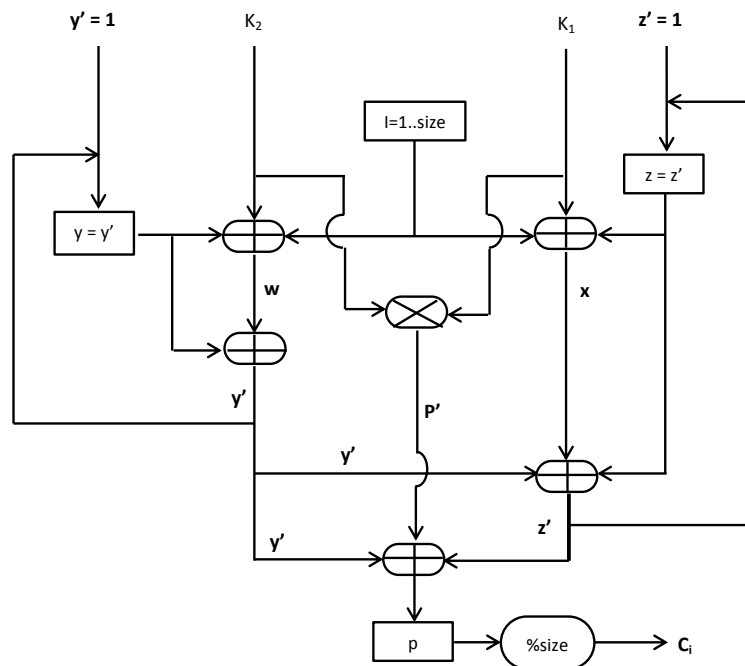 y' = 1
K2
K1
z' = 1
I=1..size
z = z'
y = y'
w
x
y'
P'
y'
z'
y'
p
%size
Ci